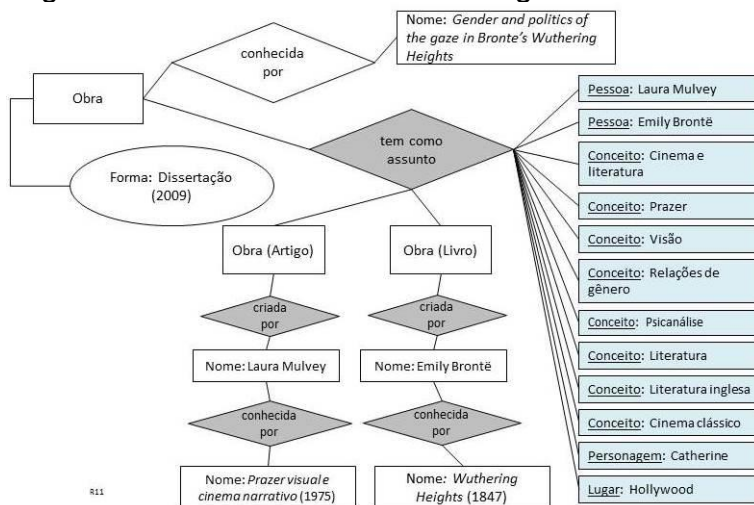 Nome: Gender and politics of
the gaze in Bronte's Wuthering
Heights
conhecida
por
Obra
Forma: Dissertação
(2009)
tem como
assunto
Pessoa: Laura Mulvey
Pessoa: Emily Brontë
Conceito: Cinema e
literatura
Conceito: Prazer
Conceito: Visão
Conceito: Relações de
gênero
Conceito: Psicanálise
Conceito: Literatura
Conceito: Literatura inglesa
Conceito: Cinema clássico
Personagem: Catherine
Lugar: Hollywood
Obra (Artigo)
criada
por
Nome: Laura Mulvey
conhecida
por
Nome: Prazer visual e
cinema narrativo (1975)
Obra (Livro)
criada
por
Nome: Emily Brontë
conhecida
por
Nome: Wuthering
Heights (1847)
R11